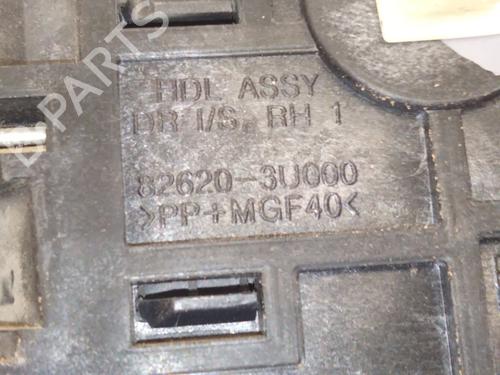 HDL ASSY
DR I/S, RH 1
82620-3U000
>PP+MGF40<
B-PARTS